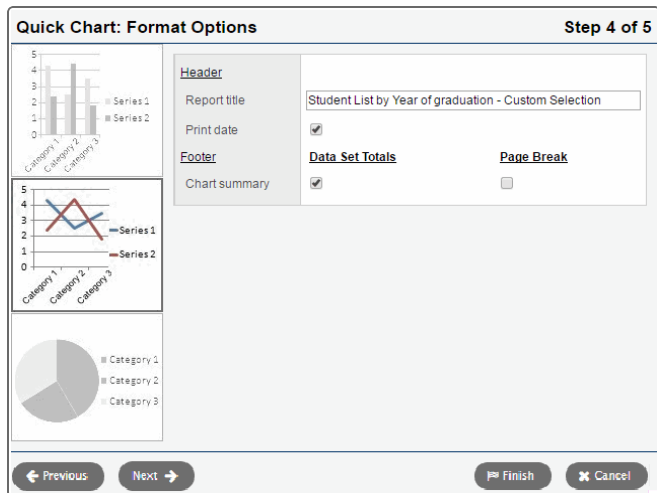 Quick Chart: Format Options
Step 4 of 5
5
4
3
2
1
0
Series 1
Series 2
Category 1
Category 2
Category 3
5
4
3
2
1
0
Series 1
Series 2
Category 1
Category 2
Category 3
Category 1
Category 2
Category 3
Header
Report title
Student List by Year of graduation - Custom Selection
Print date
Footer
Data Set Totals
Page Break
Chart summary
Previous
Next
Finish
Cancel